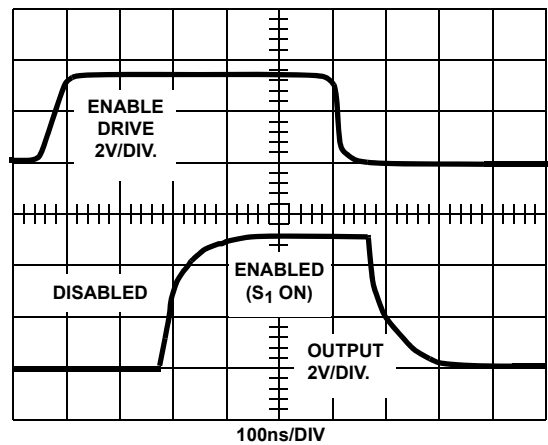 ENABLE
DRIVE
2V/DIV.
DISABLED
ENABLED
(S1 ON)
OUTPUT
2V/DIV.
100ns/DIV